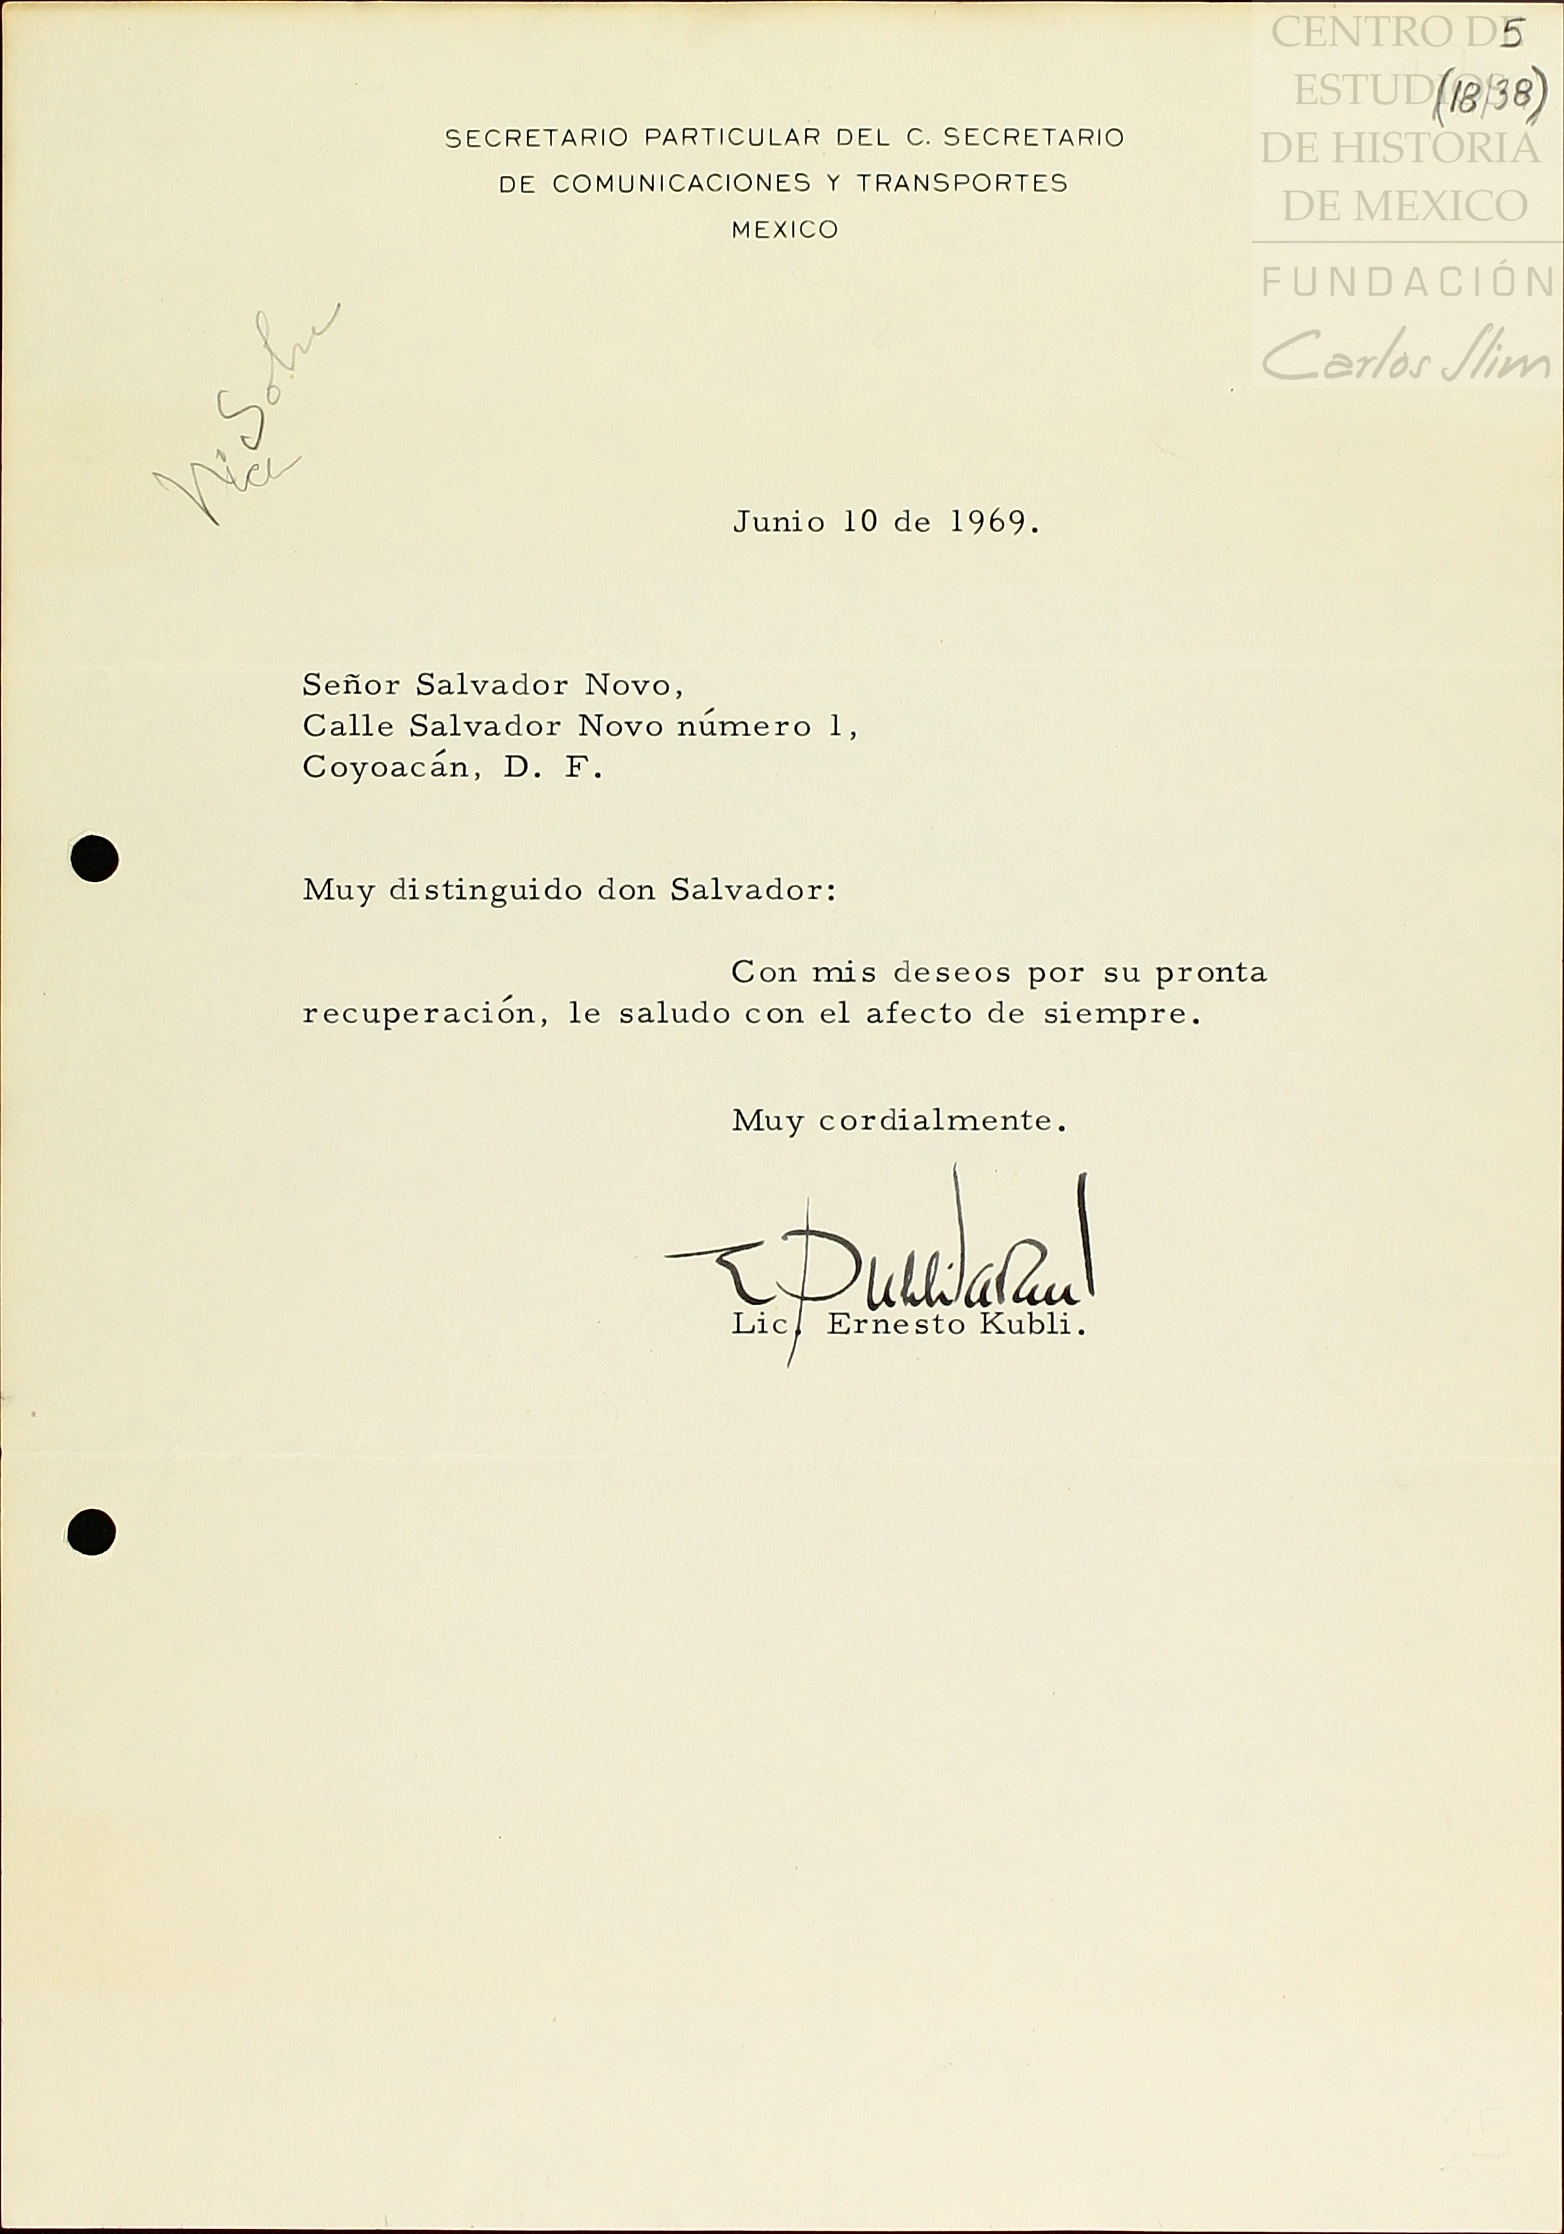 CENTRO DE
5
ESTUDIOS
(18/38)
DE HISTORIA
DE MEXICO
FUNDACIÓN
Carlos Slim
SECRETARIO PARTICULAR DEL C. SECRETARIO
DE COMUNICACIONES Y TRANSPORTES
MEXICO
Junio 10 de 1969.
Señor Salvador Novo,
Calle Salvador Novo número 1,
Coyoacán, D. F.
Muy distinguido don Salvador:
Con mis deseos por su pronta
recuperación, le saludo con el afecto de siempre.
Muy cordialmente.
Lic. Ernesto Kubli.
25